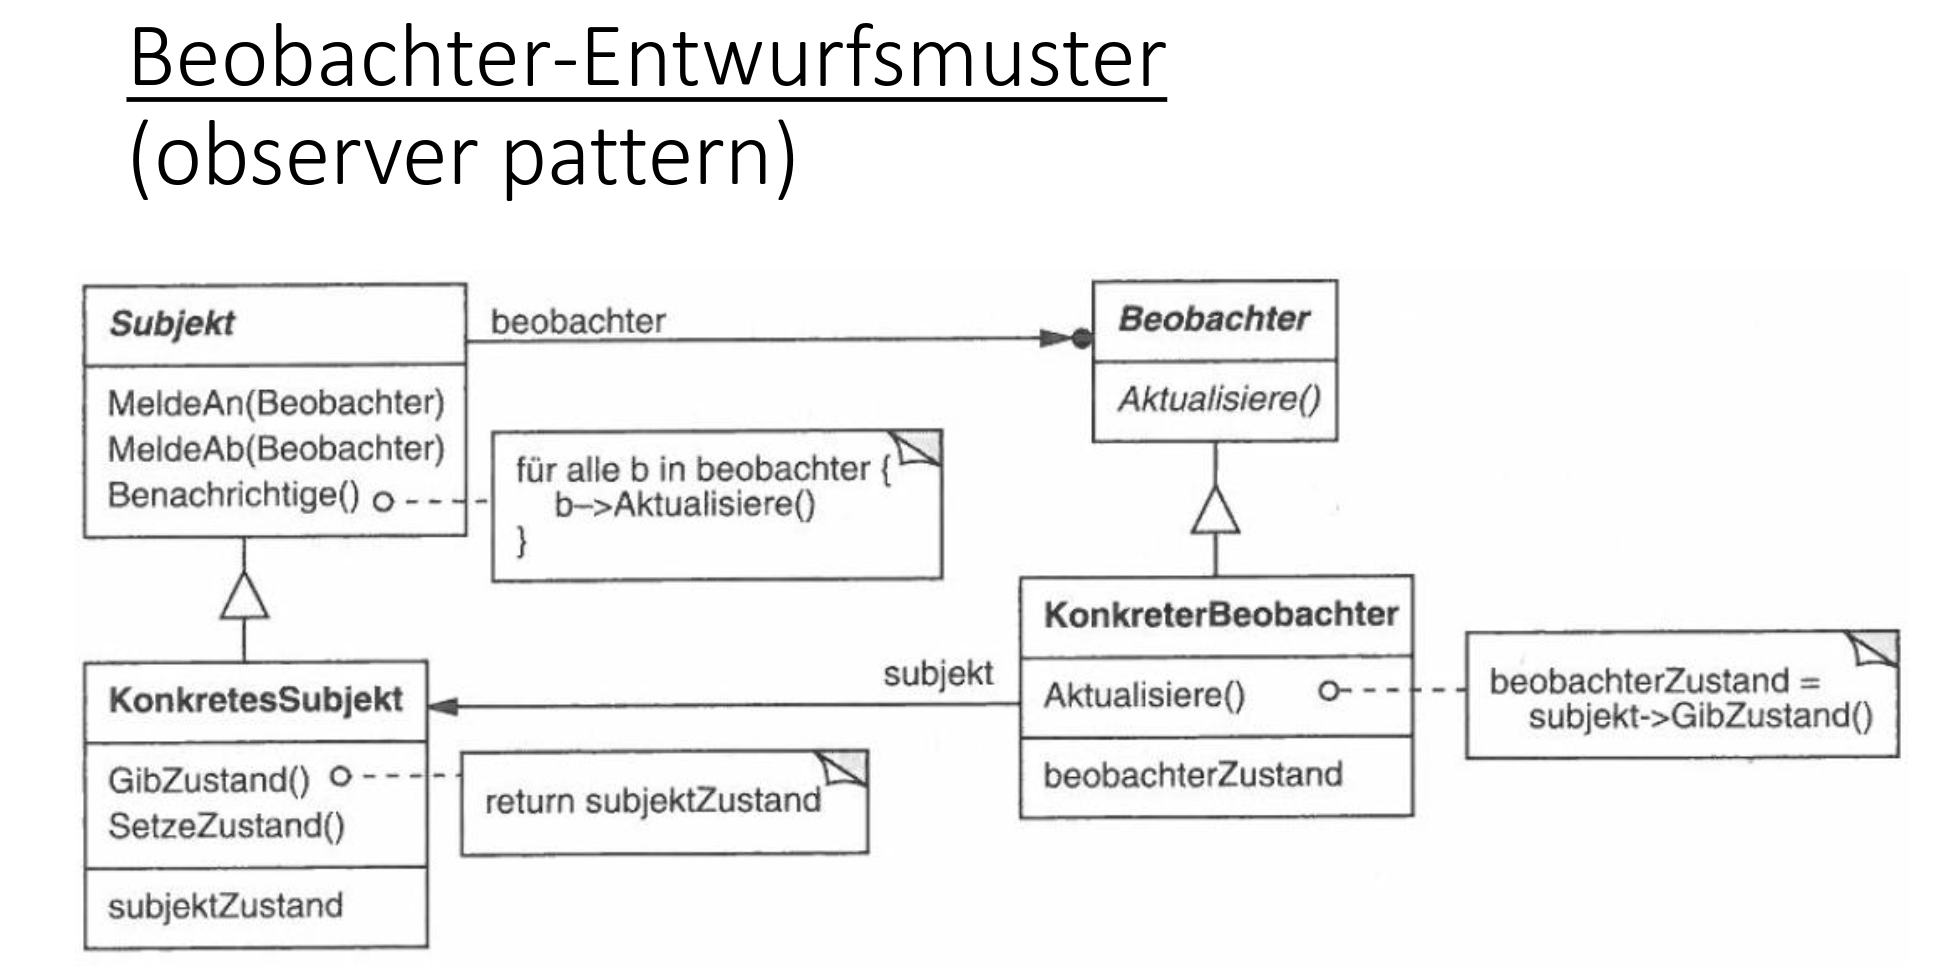 Beobachter-Entwurfsmuster
(observer pattern)
Subjekt
MeldeAn(Beobachter)
MeldeAb(Beobachter)
Benachrichtige()
beobachter
Beobachter
Aktualisiere()
für alle b in beobachter {
b–>Aktualisiere()
}
KonkretesSubjekt
GibZustand()
SetzeZustand()
subjektZustand
return subjektZustand
subjekt
KonkreterBeobachter
Aktualisiere()
beobachterZustand
beobachterZustand =
subjekt->GibZustand()